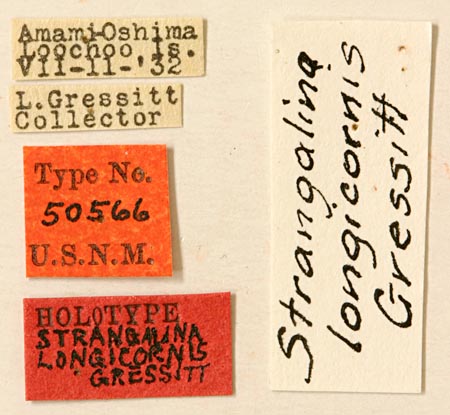 Amami-Oshima
Loochoo Is.
VII-11-'32
L. Gressitt
Collector
Type No.
50566
U.S.N.M.
HOLOTYPE
STRANGALINA
LONGICORNIS
GRESSITT
Strangalina
longicornis
Gressitt